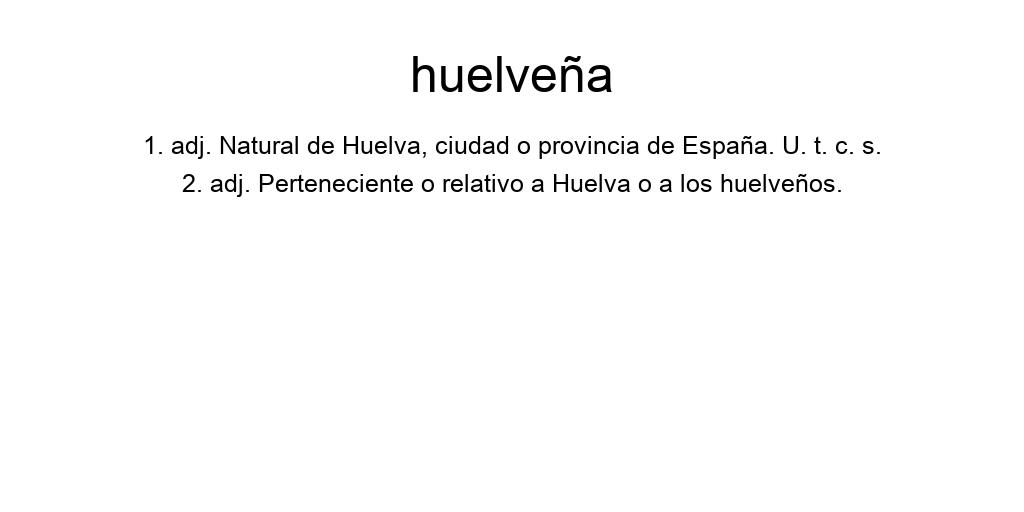 huelveña
1. adj. Natural de Huelva, ciudad o provincia de España. U. t. c. s.
2. adj. Perteneciente o relativo a Huelva o a los huelveños.